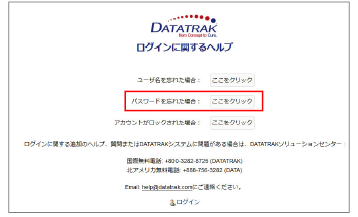 DATATRAK
From Concept to Cure.
ログインに関するヘルプ
ユーザ名を忘れた場合： ここをクリック
パスワードを忘れた場合： ここをクリック
アカウントがロックされた場合： ここをクリック
ログインに関する追加のヘルプ、質問またはDATATRAKシステムに問題がある場合は、DATATRAKソリューションセンター：
国際無料電話: +800-3282-8725 (DATATRAK)
北アメリカ無料電話: +888-756-3282 (DATA)
Email: help@datatrak.comにご連絡ください。
ログイン